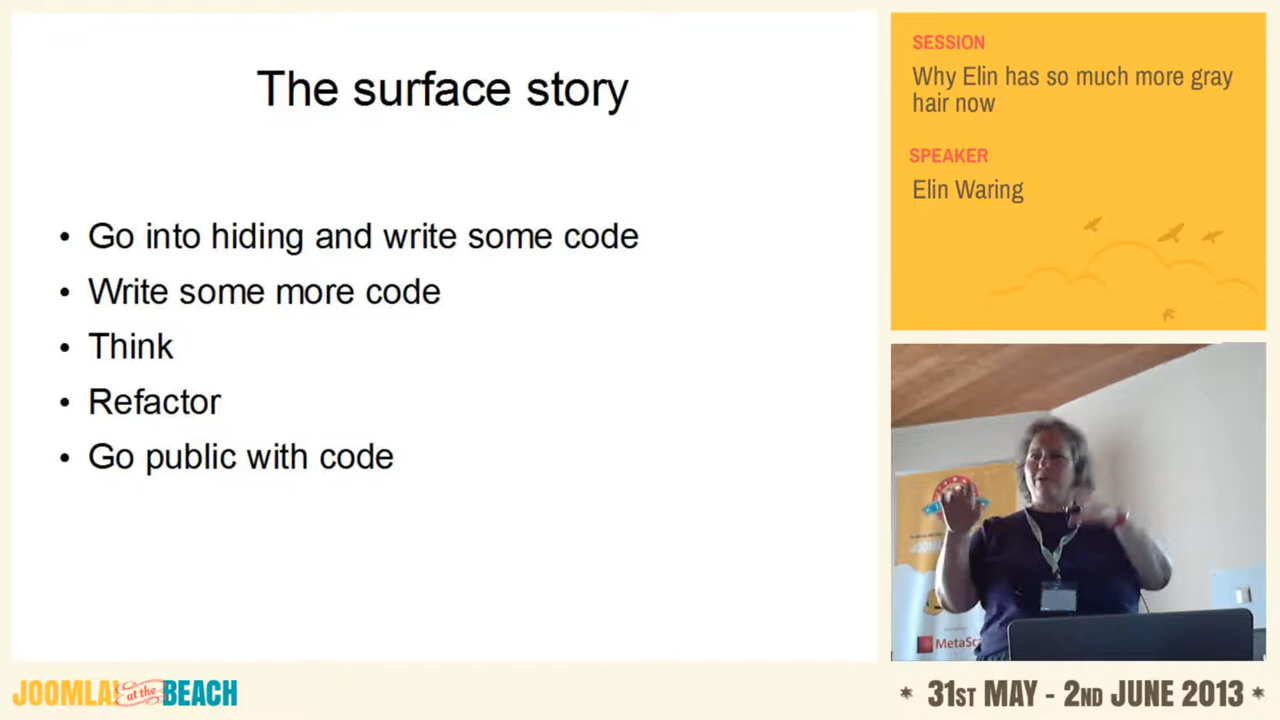 The surface story
• Go into hiding and write some code
• Write some more code
• Think
• Refactor
• Go public with code
SESSION
Why Elin has so much more gray
hair now
SPEAKER
Elin Waring
JOOMLA! at the BEACH
* 31ST MAY - 2ND JUNE 2013 *